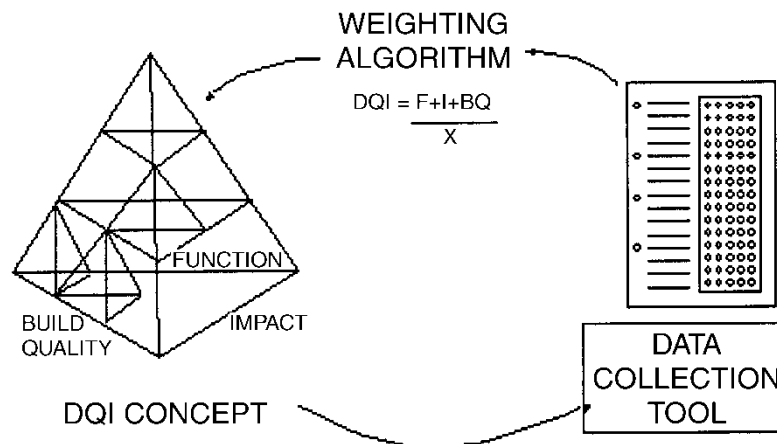 WEIGHTING
ALGORITHM
DQI = F+I+BQ
X
FUNCTION
BUILD
QUALITY
IMPACT
DQI CONCEPT
DATA
COLLECTION
TOOL